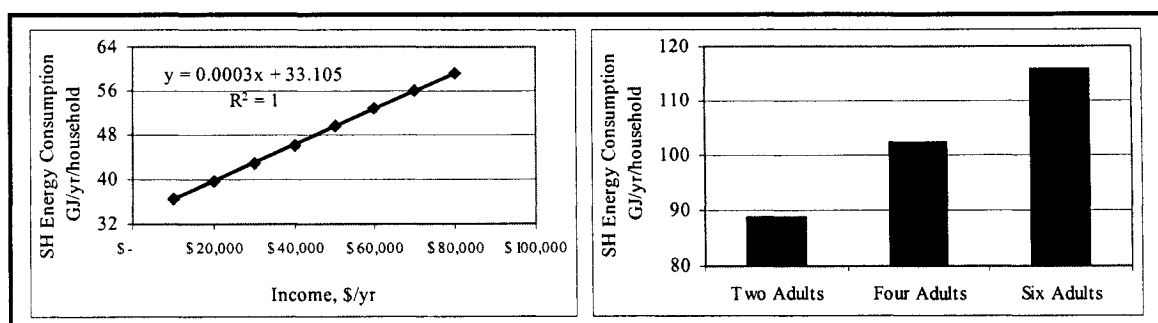 64
56
48
40
32
y = 0.0003x + 33.105
R² = 1
SH Energy Consumption
GJ/yr/household
$- $20,000 $40,000 $60,000 $80,000 $100,000
Income, $/yr
120
110
100
90
80
SH Energy Consumption
GJ/yr/household
Two Adults Four Adults Six Adults